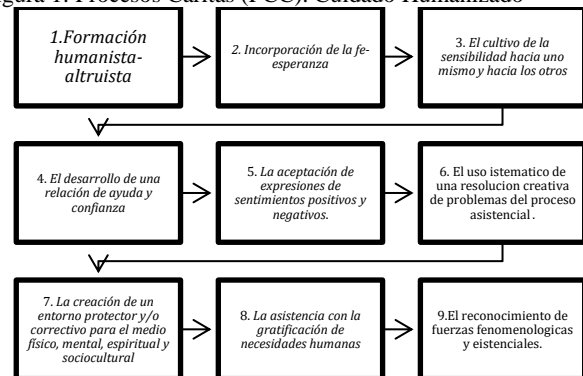 gura 1. Procesos Caritas (PCC). Cuidado Humanizado
1.Formación
humanista-
altruista
2. Incorporación de la fe-
esperanza
3. El cultivo de la
sensibilidad hacia uno
mismo y hacia los otros
4. El desarrollo de una
relación de ayuda y
confianza
5. La aceptación de
expresiones de
sentimientos positivos y
negativos.
6. El uso istematico de
una resolucion creativa
de problemas del proceso
asistencial.
7. La creación de un
entorno protector y/o
correctivo para el medio
físico, mental, espiritual y
sociocultural
8. La asistencia con la
gratificación de
necesidades humanas
9.El reconocimiento de
fuerzas fenomenologicas
y eistenciales.